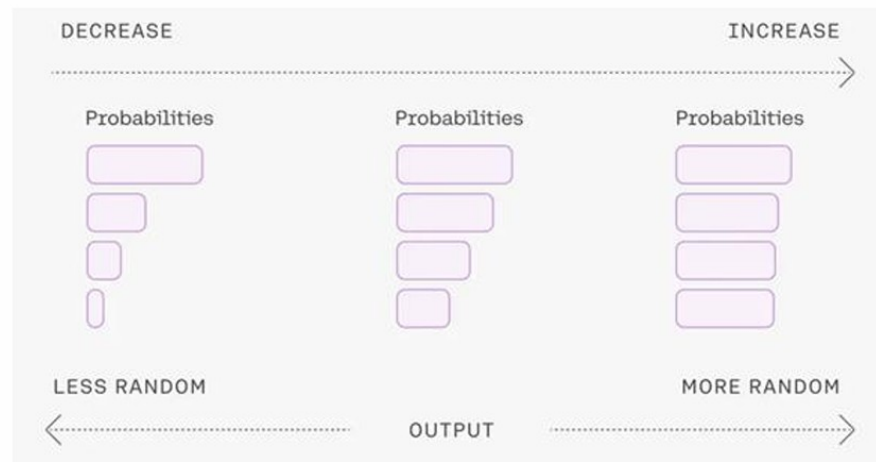 DECREASE INCREASE
Probabilities Probabilities Probabilities
LESS RANDOM MORE RANDOM
OUTPUT